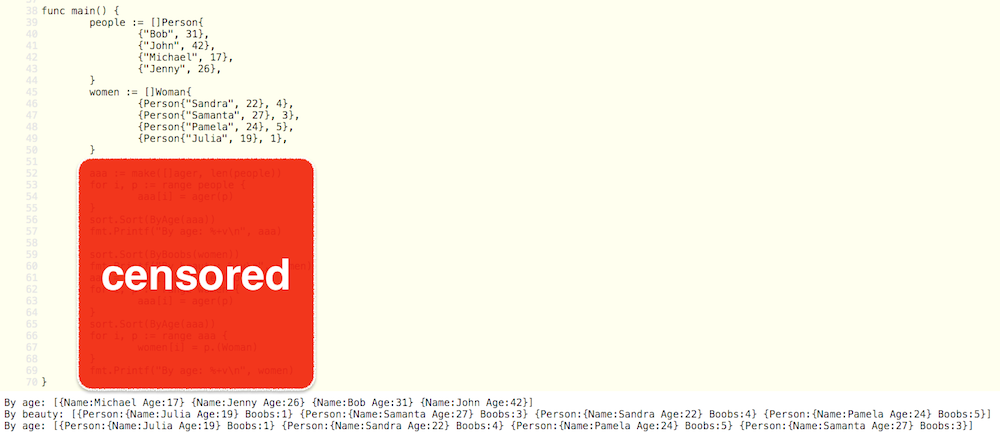 38 func main() {
39 people := []Person{
40 {"Bob", 31},
41 {"John", 42},
42 {"Michael", 17},
43 {"Jenny", 26},
44 }
45 women := []Woman{
46 {Person{"Sandra", 22}, 4},
47 {Person{"Samanta", 27}, 3},
48 {Person{"Pamela", 24}, 5},
49 {Person{"Julia", 19}, 1},
50 }
51
52 aaa := make([]ager, len(people))
53 for i, p := range people {
54 aaa[i] = ager(p)
55 }
56 sort.Sort(ByAge(aaa))
57 fmt.Printf("By age: %+v\n", aaa)
58
59 sort.Sort(ByBoobs(women))
60
censored
61
62
63 aaa[i] = ager(p)
64 }
65 sort.Sort(ByAge(aaa))
66 for i, p := range aaa {
67 women[i] = p.(Woman)
68 }
69 fmt.Printf("By age: %+v\n", women)
70 }
By age: [{Name:Michael Age:17} {Name:Jenny Age:26} {Name:Bob Age:31} {Name:John Age:42}]
By beauty: [{Person:{Name:Julia Age:19} Boobs:1} {Person:{Name:Samanta Age:27} Boobs:3} {Person:{Name:Sandra Age:22} Boobs:4} {Person:{Name:Pamela Age:24} Boobs:5}]
By age: [{Person:{Name:Julia Age:19} Boobs:1} {Person:{Name:Sandra Age:22} Boobs:4} {Person:{Name:Pamela Age:24} Boobs:5} {Person:{Name:Samanta Age:27} Boobs:3}]